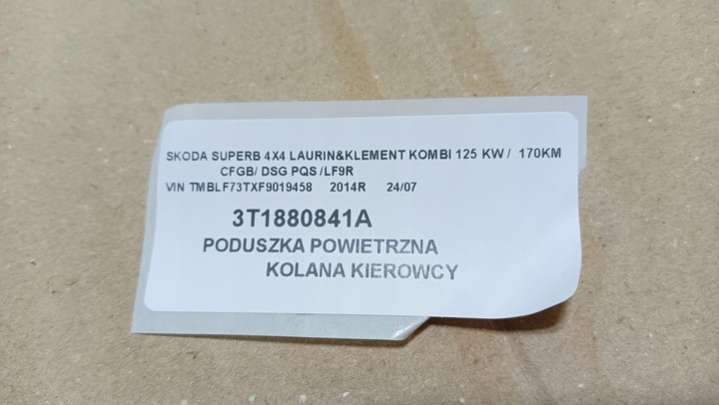 SKODA SUPERB 4X4 LAURIN&KLEMENT KOMBI 125 KW / 170KM
CFGB/ DSG PQS /LF9R
VIN TMBLF73TXF9019458 2014R 24/07
3T1880841A
PODUSZKA POWIETRZNA
KOLANA KIEROWCY